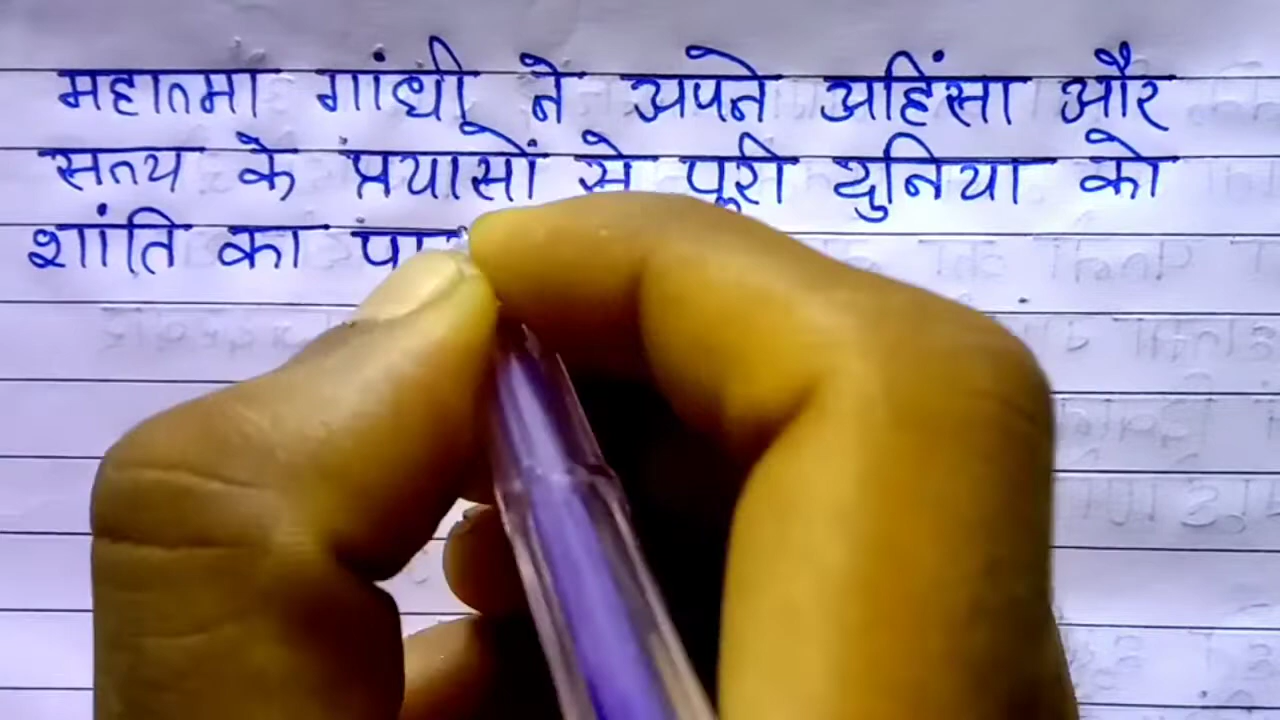 महात्मा गांधी ने अपने अहिंसा और
सत्य के प्रयासों से पूरी दुनिया को
शांति का